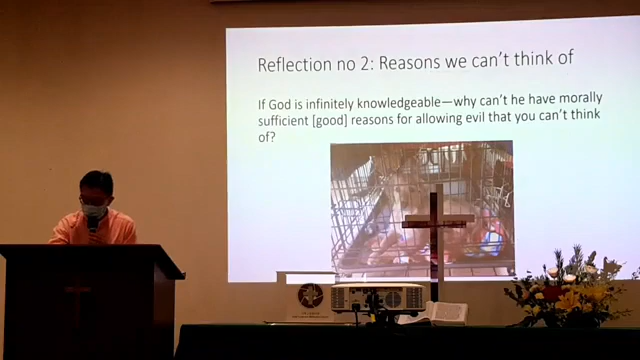 Reflection no 2: Reasons we can't think of
If God is infinitely knowledgeable—why can't he have morally
sufficient [good] reasons for allowing evil that you can't think
of?